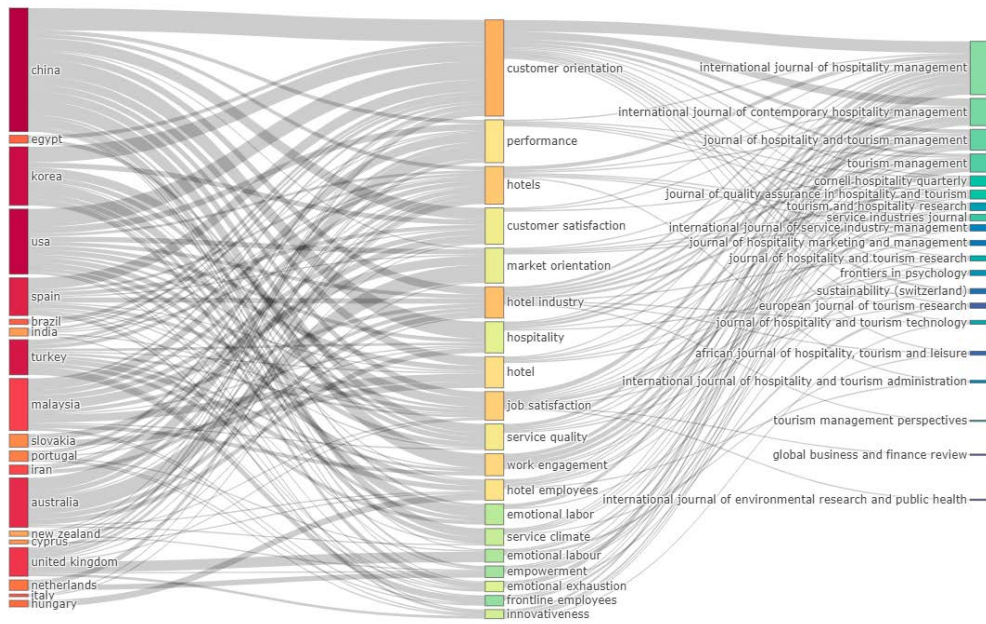 china
egypt
korea
usa
spain
brazil
india
turkey
malaysia
slovakia
portugal
iran
australia
new zealand
cyprus
united kingdom
netherlands
italy
hungary
customer orientation
performance
hotels
customer satisfaction
market orientation
hotel industry
hospitality
hotel
job satisfaction
service quality
work engagement
hotel employees
emotional labor
service climate
emotional labour
empowerment
emotional exhaustion
frontline employees
innovativeness
international journal of hospitality management
international journal of contemporary hospitality management
journal of hospitality and tourism management
tourism management
cornell hospitality quarterly
journal of quality assurance in hospitality and tourism
tourism and hospitality research
service industries journal
international journal of service industry management
journal of hospitality marketing and management
journal of hospitality and tourism research
frontiers in psychology
sustainability (switzerland)
european journal of tourism research
journal of hospitality and tourism technology
african journal of hospitality, tourism and leisure
international journal of hospitality and tourism administration
tourism management perspectives
global business and finance review
international journal of environmental research and public health